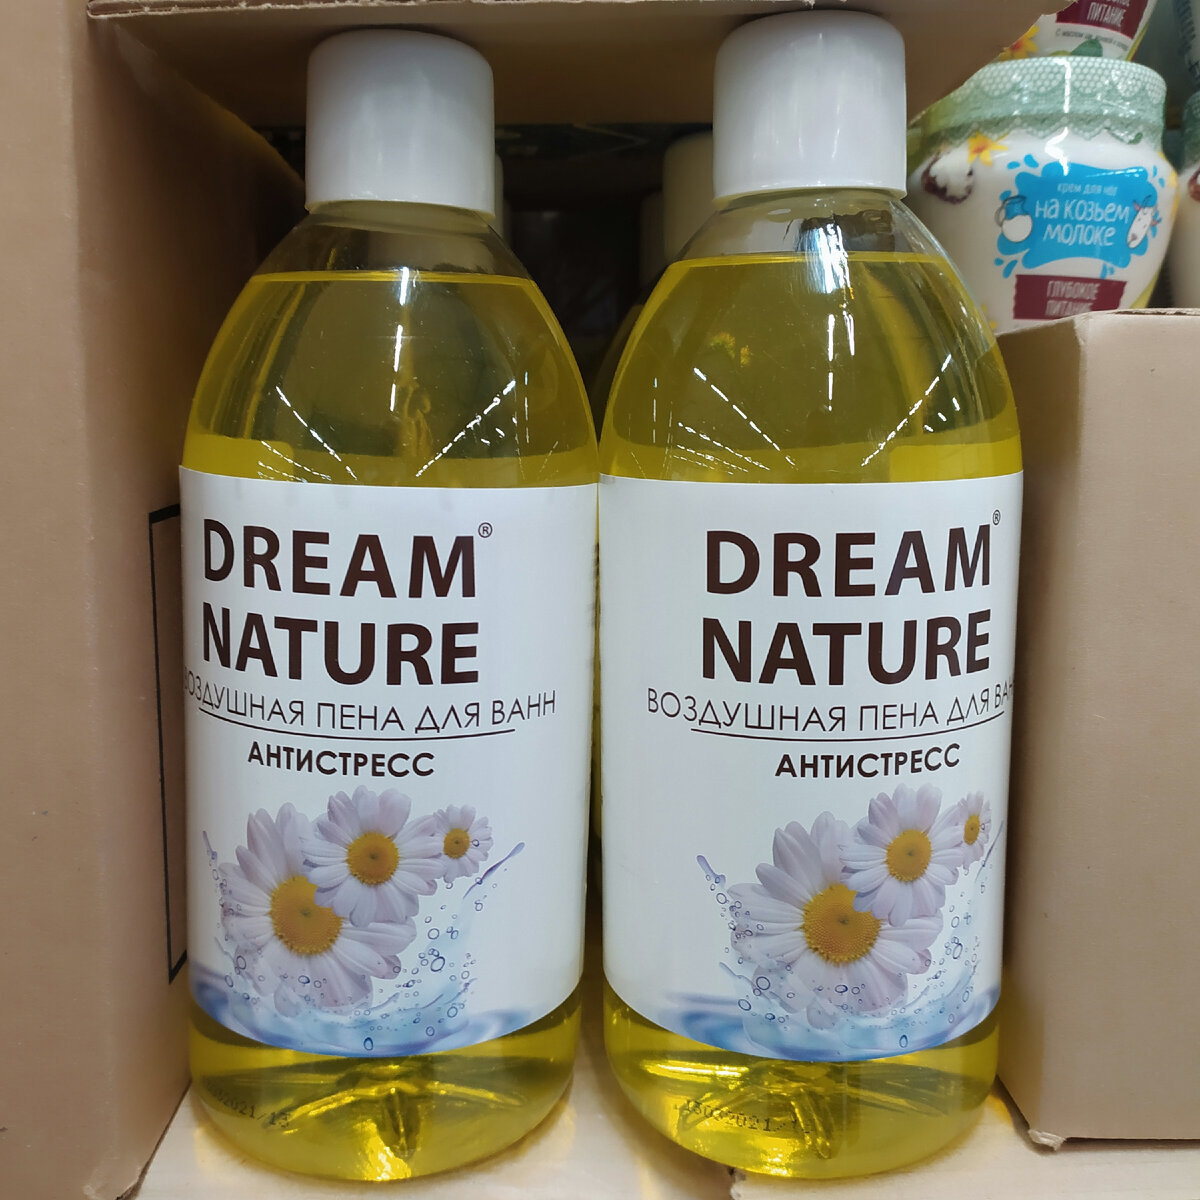 DREAM®
NATURE
ВОЗДУШНАЯ ПЕНА ДЛЯ ВАНН
АНТИСТРЕСС
DREAM®
NATURE
ВОЗДУШНАЯ ПЕНА ДЛЯ ВАН
АНТИСТРЕСС
ПИТАНИЕ
крем для ног
на козьем
молоке
ГЛУБОКОЕ
ПИТАНИЕ